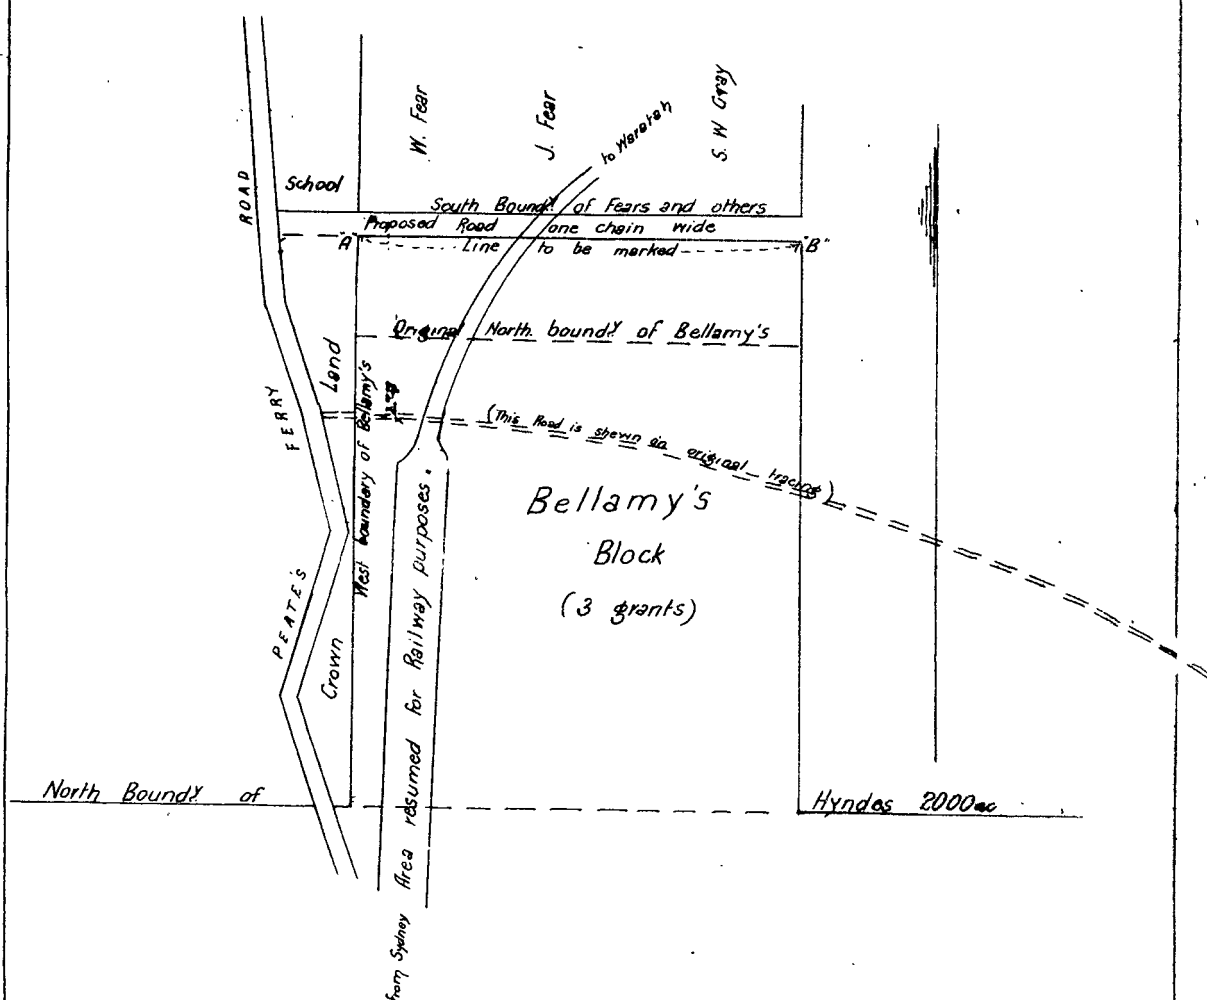 W. Fear
J. Fear
S. W Gray
to Waratah
ROAD
School
South Boundy of Fears and others
Proposed Road one chain wide
"A"
Line to be marked
"B"
Original North boundy of Bellamy's
Land
West boundary of Bellamy's
FERRY
(This Road is shewn on original tracing)
Bellamy's
Block
(3 grants)
PEATE'S
Crown
Area resumed for Railway purposes.
North Boundy of
Hyndes 2000ac
from Sydney